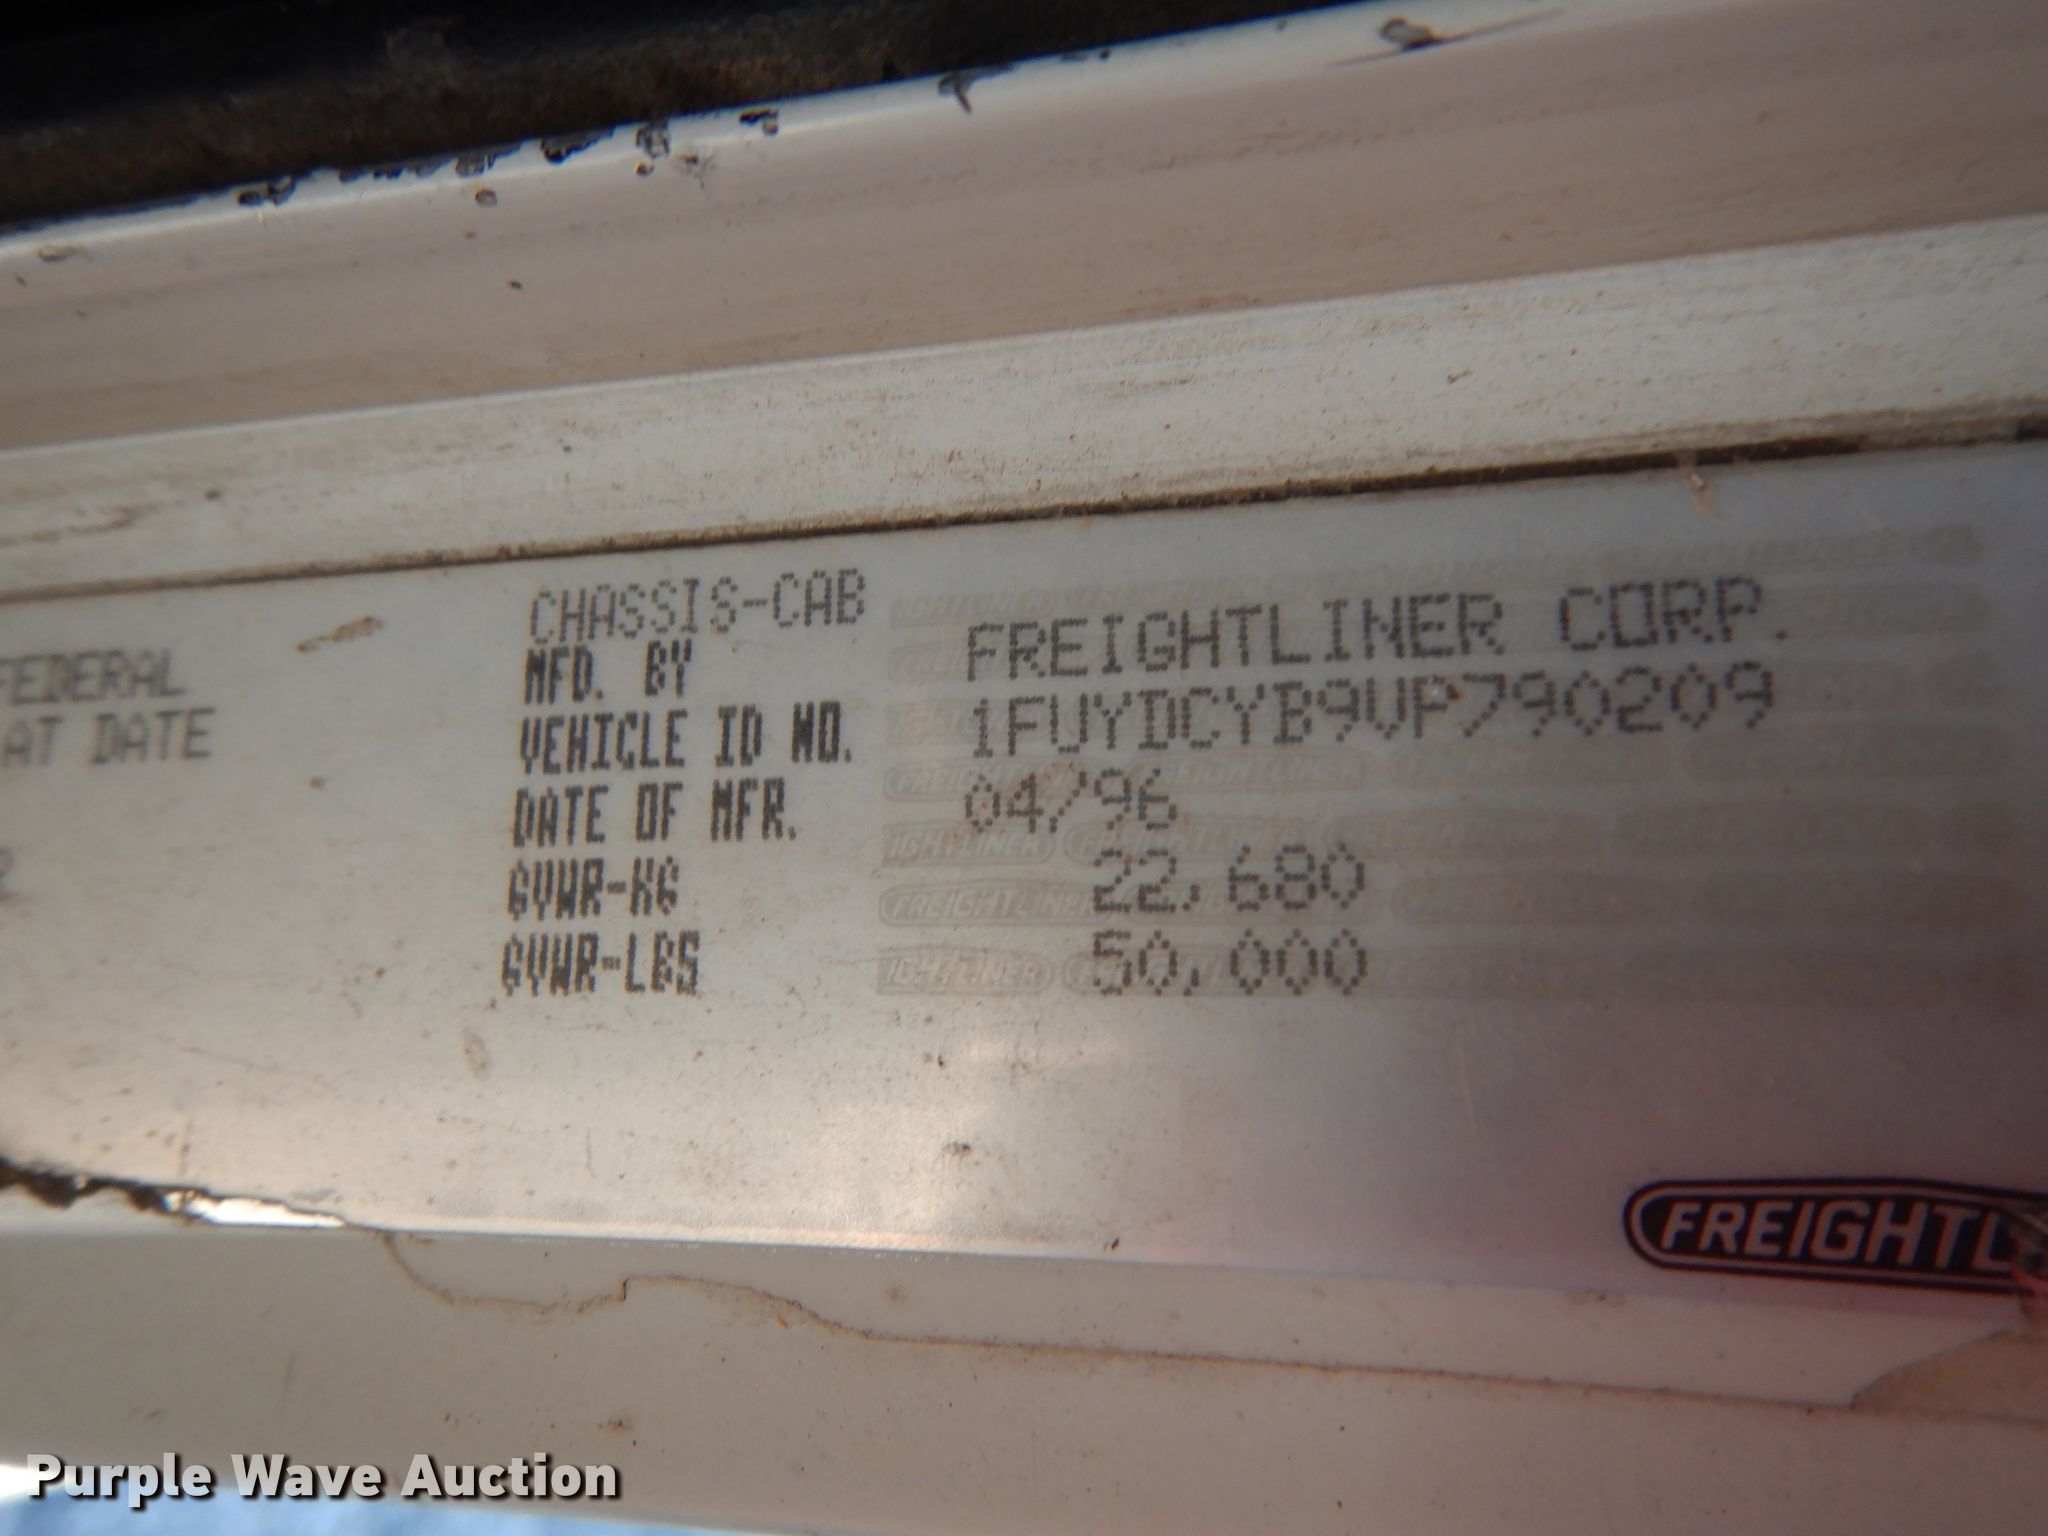 FEDERAL
AT DATE
CHASSIS-CAB
MFD. BY FREIGHTLINER CORP.
VEHICLE ID NO. 1FUYDCYB9VP790209
DATE OF MFR. 04/96
GVWR-KG 22,680
GVWR-LBS 50,000
FREIGHTL
Purple Wave Auction